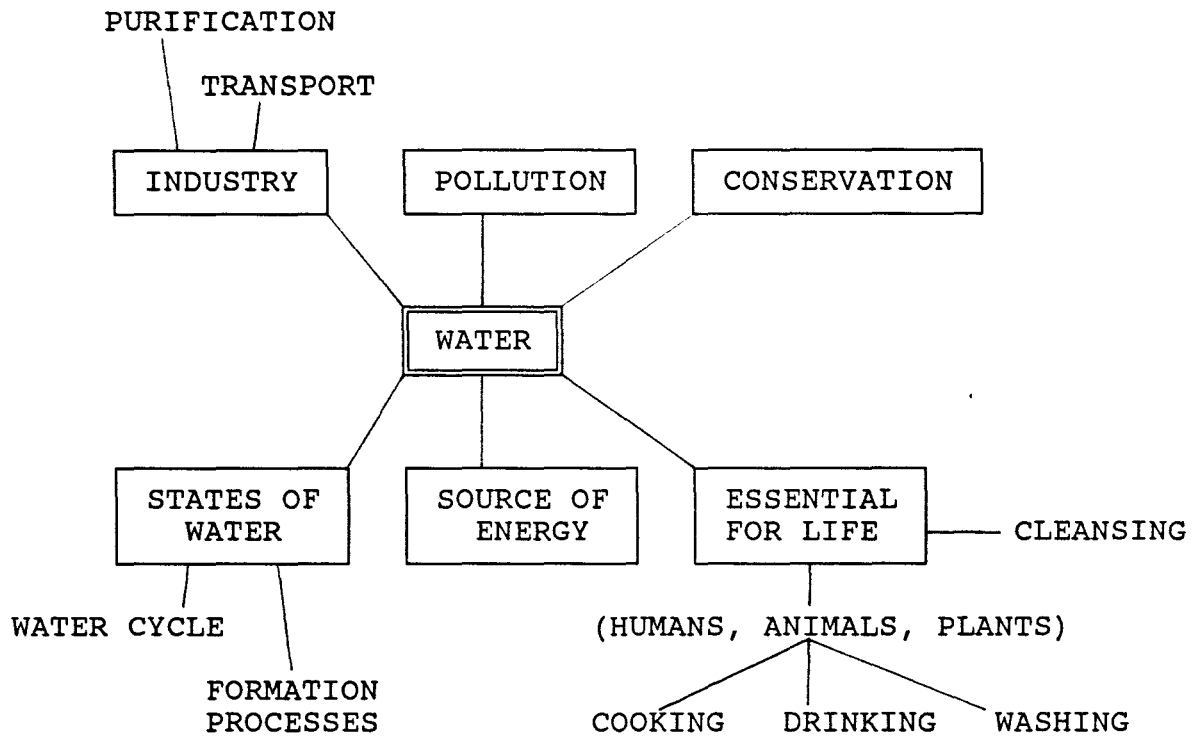 PURIFICATION
TRANSPORT
INDUSTRY
POLLUTION
CONSERVATION
WATER
STATES OF
WATER
SOURCE OF
ENERGY
ESSENTIAL
FOR LIFE
CLEANSING
WATER CYCLE
(HUMANS, ANIMALS, PLANTS)
FORMATION
PROCESSES
COOKING
DRINKING
WASHING